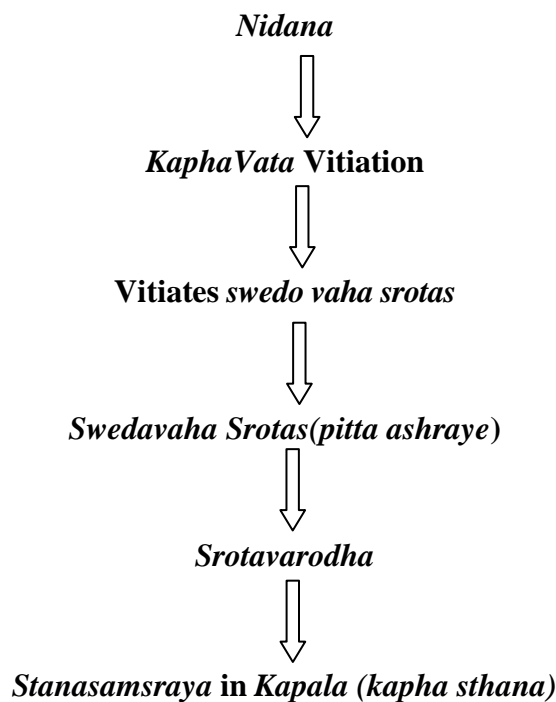 Nidana
KaphaVata Vitiation
Vitiates swedo vaha srotas
Swedavaha Srotas(pitta ashraye)
Srotavarodha
Stanasamsraya in Kapala (kapha sthana)